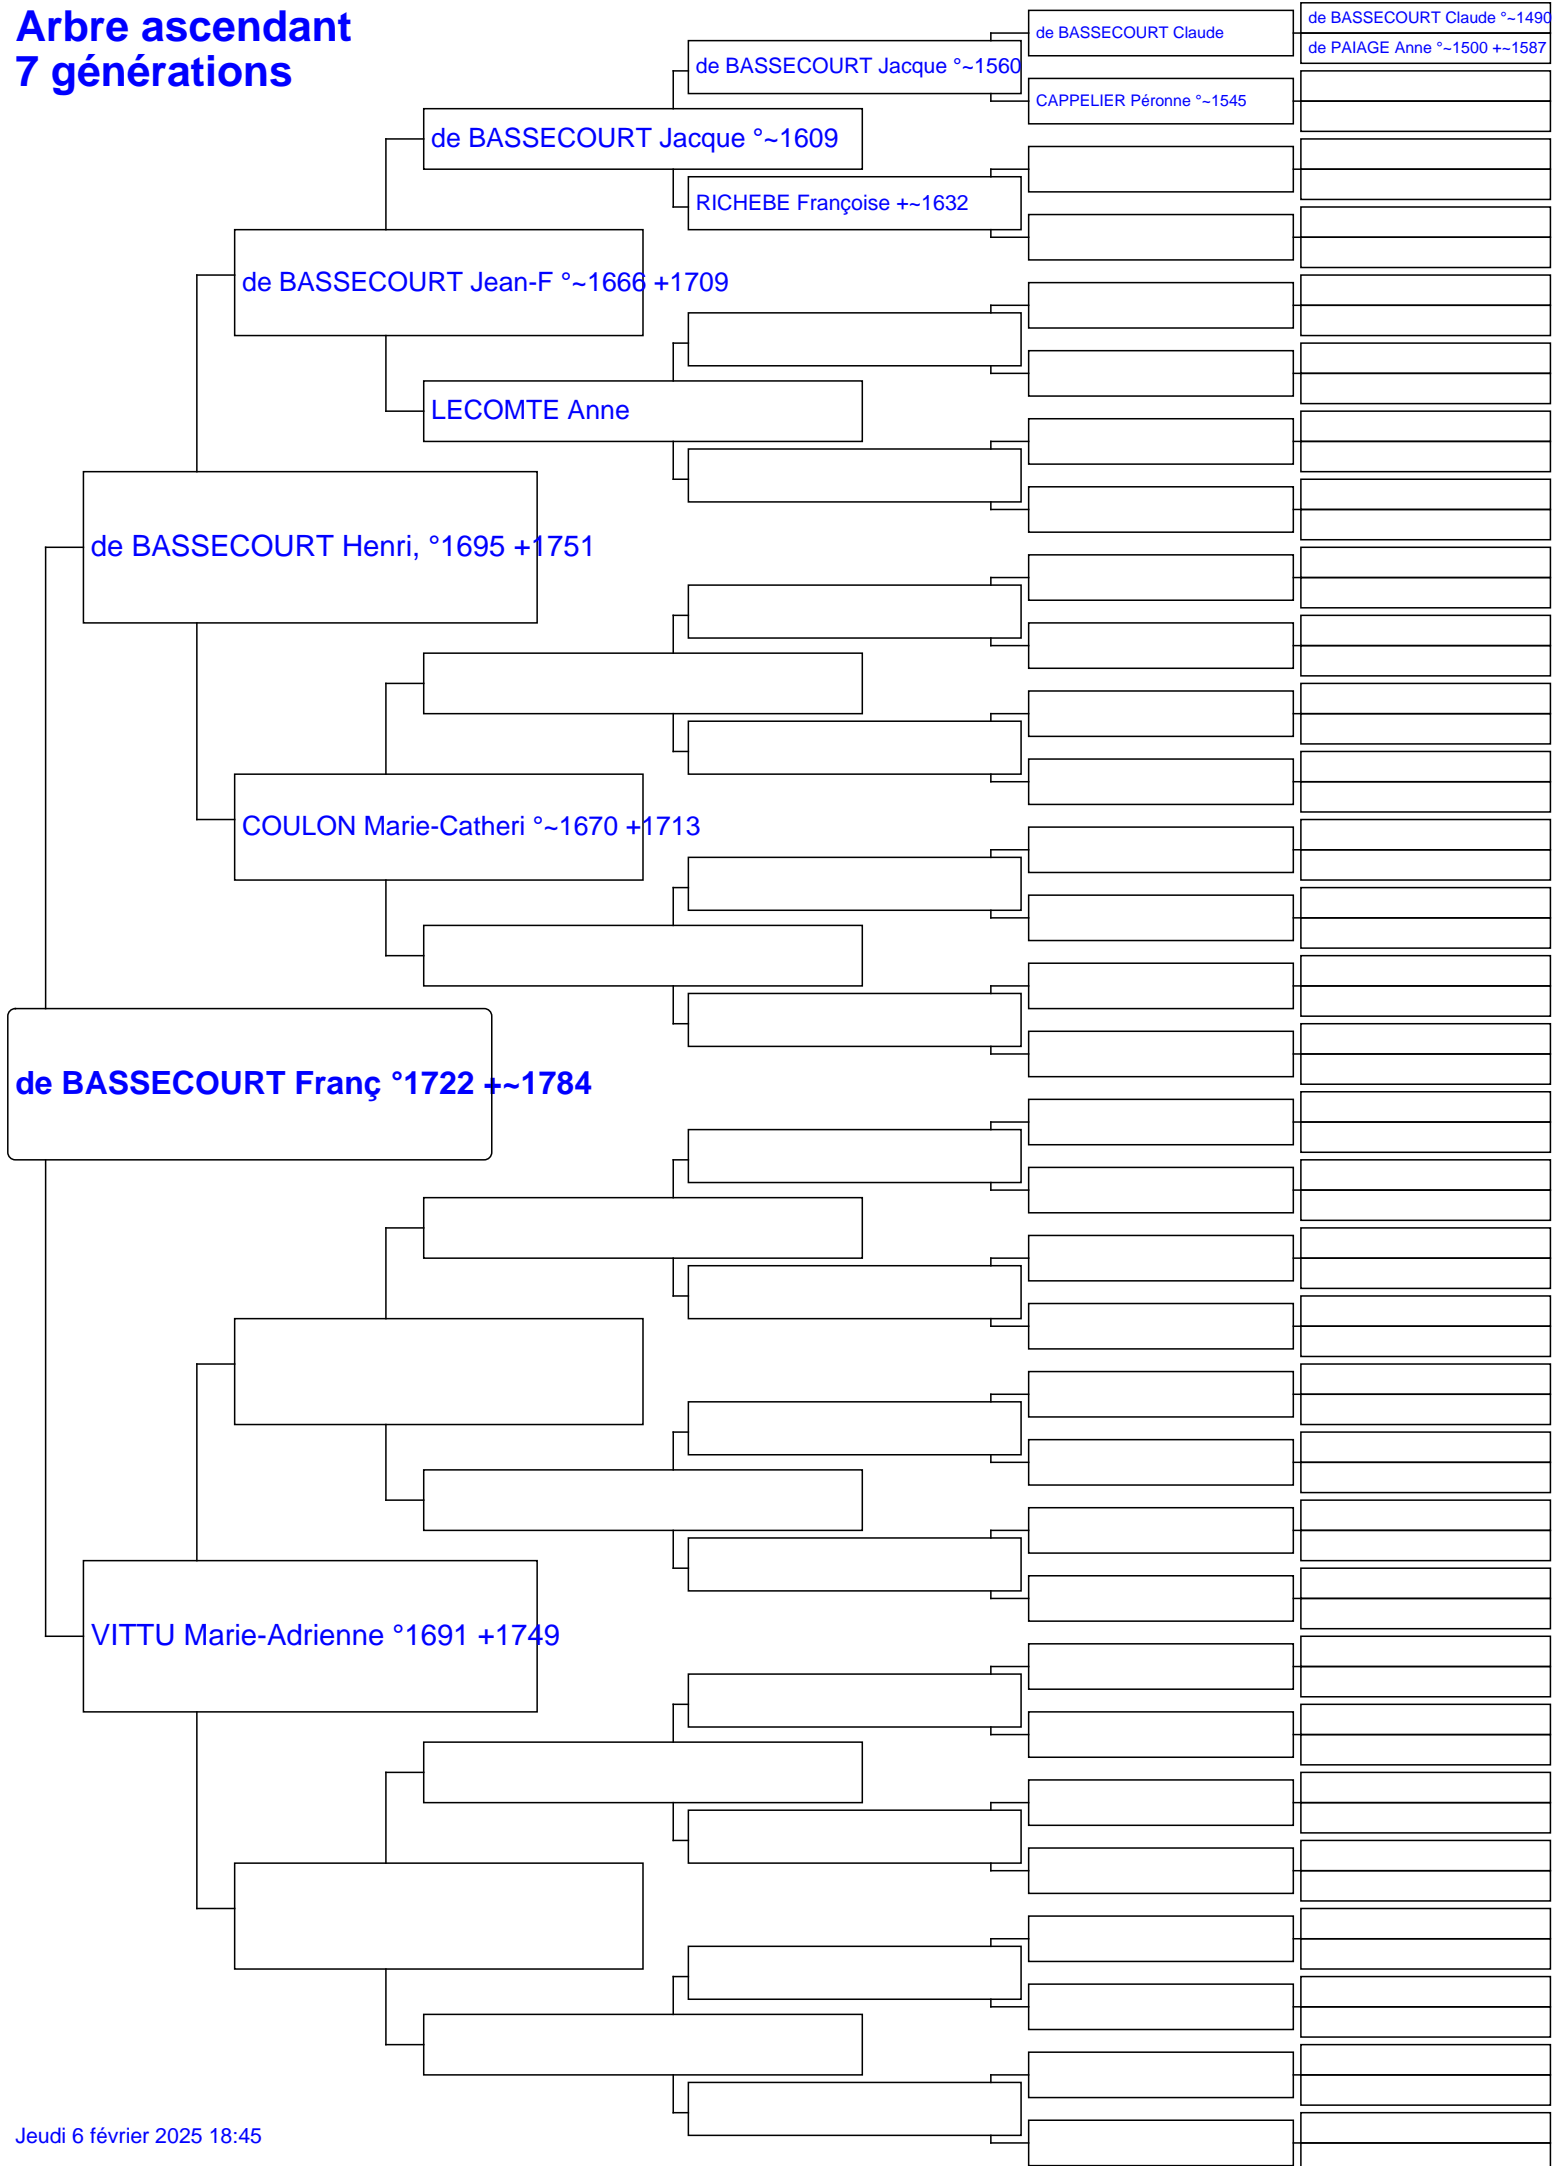 Arbre ascendant
7 générations
de BASSECOURT Claude °~1490
de BASSECOURT Claude
de PAIAGE Anne °~1500 +~1587
de BASSECOURT Jacque °~1560
CAPPELIER Péronne °~1545
de BASSECOURT Jacque °~1609
RICHEBE Françoise +~1632
de BASSECOURT Jean-F °~1666 +1709
LECOMTE Anne
de BASSECOURT Henri, °1695 +1751
COULON Marie-Catheri °~1670 +1713
de BASSECOURT Franç °1722 +~1784
VITTU Marie-Adrienne °1691 +1749
Jeudi 6 février 2025 18:45